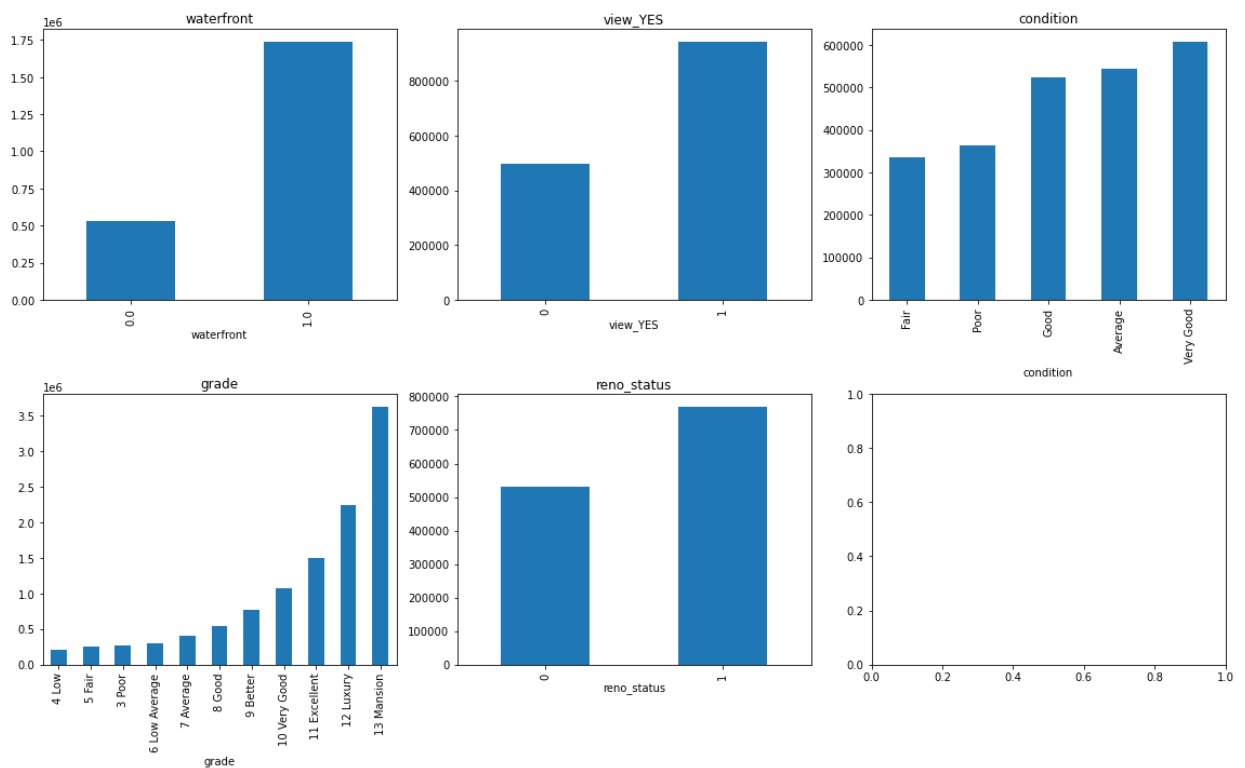 waterfront
1e6
1.75
1.50
1.25
1.00
0.75
0.50
0.25
0.00
0.0
1.0
waterfront
view_YES
800000
600000
400000
200000
0
0
1
view_YES
condition
600000
500000
400000
300000
200000
100000
0
Fair
Poor
Good
Average
Very Good
condition
grade
1e6
3.5
3.0
2.5
2.0
1.5
1.0
0.5
0.0
4 Low
5 Fair
3 Poor
6 Low Average
7 Average
8 Good
9 Better
10 Very Good
11 Excellent
12 Luxury
13 Mansion
grade
reno_status
800000
700000
600000
500000
400000
300000
200000
100000
0
0
1
reno_status
1.0
0.8
0.6
0.4
0.2
0.0
0.0
0.2
0.4
0.6
0.8
1.0